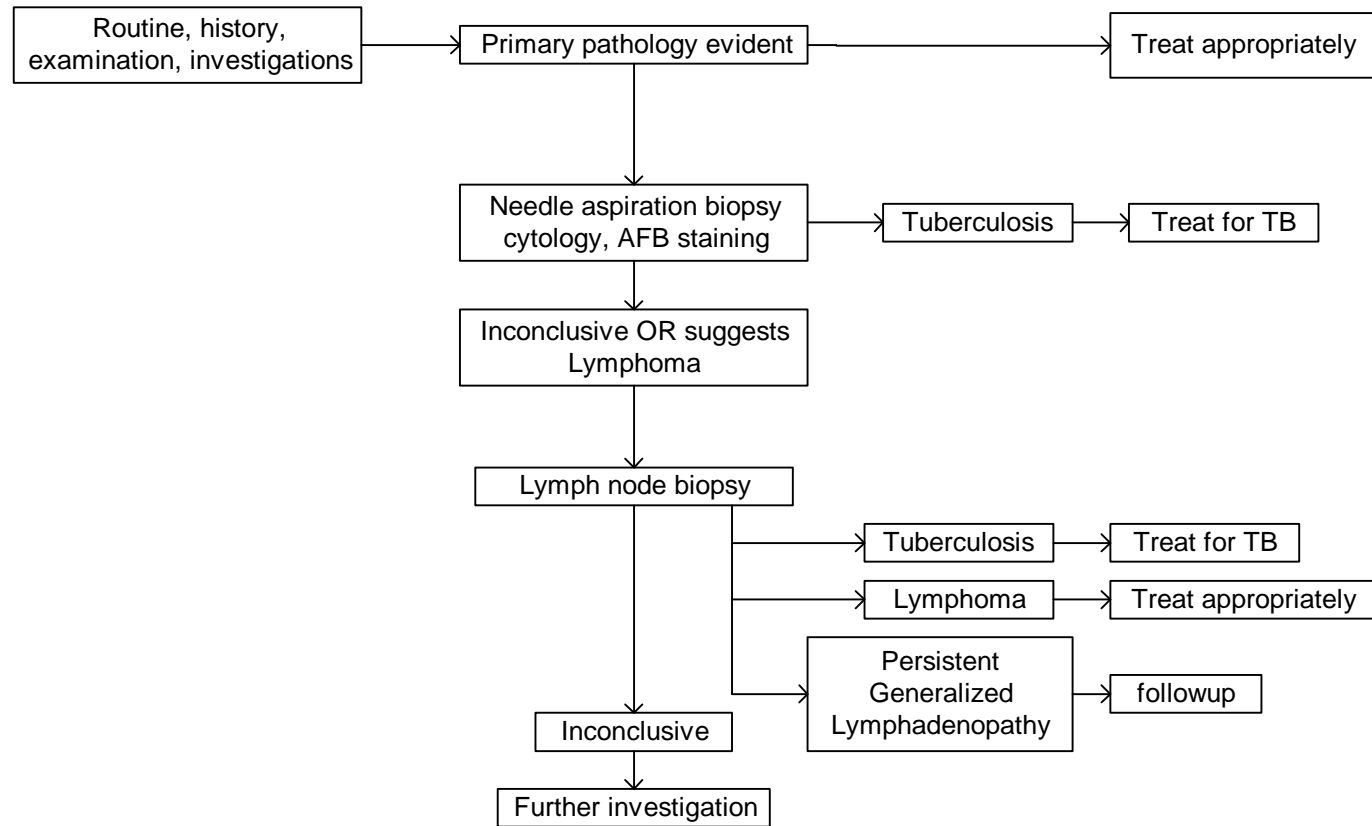 Routine, history,
examination, investigations
Primary pathology evident
Treat appropriately
Needle aspiration biopsy
cytology, AFB staining
Tuberculosis
Treat for TB
Inconclusive OR suggests
Lymphoma
Lymph node biopsy
Tuberculosis
Treat for TB
Lymphoma
Treat appropriately
Persistent
Generalized
Lymphadenopathy
followup
Inconclusive
Further investigation